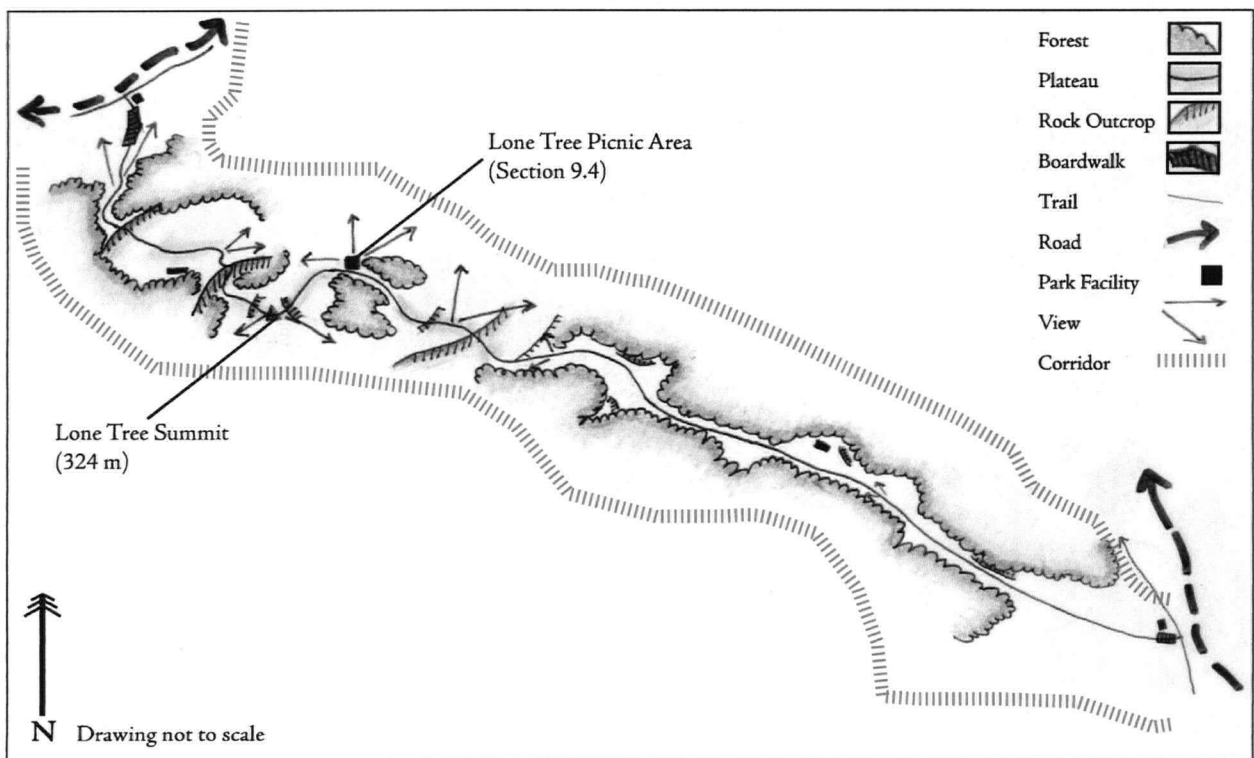 Lone Tree Picnic Area
(Section 9.4)
Lone Tree Summit
(324 m)
Forest
Plateau
Rock Outcrop
Boardwalk
Trail
Road
Park Facility
View
Corridor
N Drawing not to scale